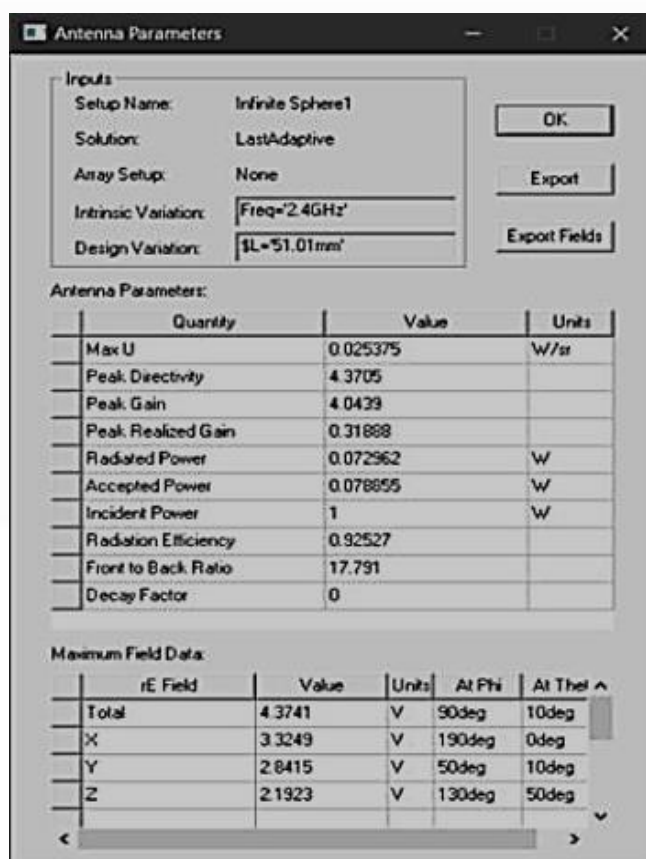 Antenna Parameters
Inputs
Setup Name: Infinite Sphere1
Solution: LastAdaptive
Array Setup: None
Intrinsic Variation: Freq='2.4GHz'
Design Variation: $L='51.01mm'
OK
Export
Export Fields
Antenna Parameters:
Quantity Value Units
Max U 0.025375 W/sr
Peak Directivity 4.3705
Peak Gain 4.0439
Peak Realized Gain 0.31888
Radiated Power 0.072962 W
Accepted Power 0.078855 W
Incident Power 1 W
Radiation Efficiency 0.92527
Front to Back Ratio 17.791
Decay Factor 0
Maximum Field Data:
rE Field Value Units At Phi At Thet
Total 4.3741 V 90deg 10deg
X 3.3249 V 190deg 0deg
Y 2.8415 V 50deg 10deg
Z 2.1923 V 130deg 50deg